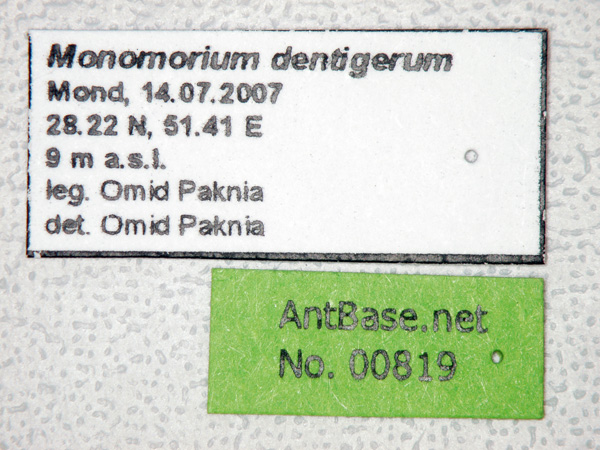 Monomorium dentigerum
Mond, 14.07.2007
28.22 N, 51.41 E
9 m a.s.l.
leg. Omid Paknia
det. Omid Paknia
AntBase.net
No. 00819